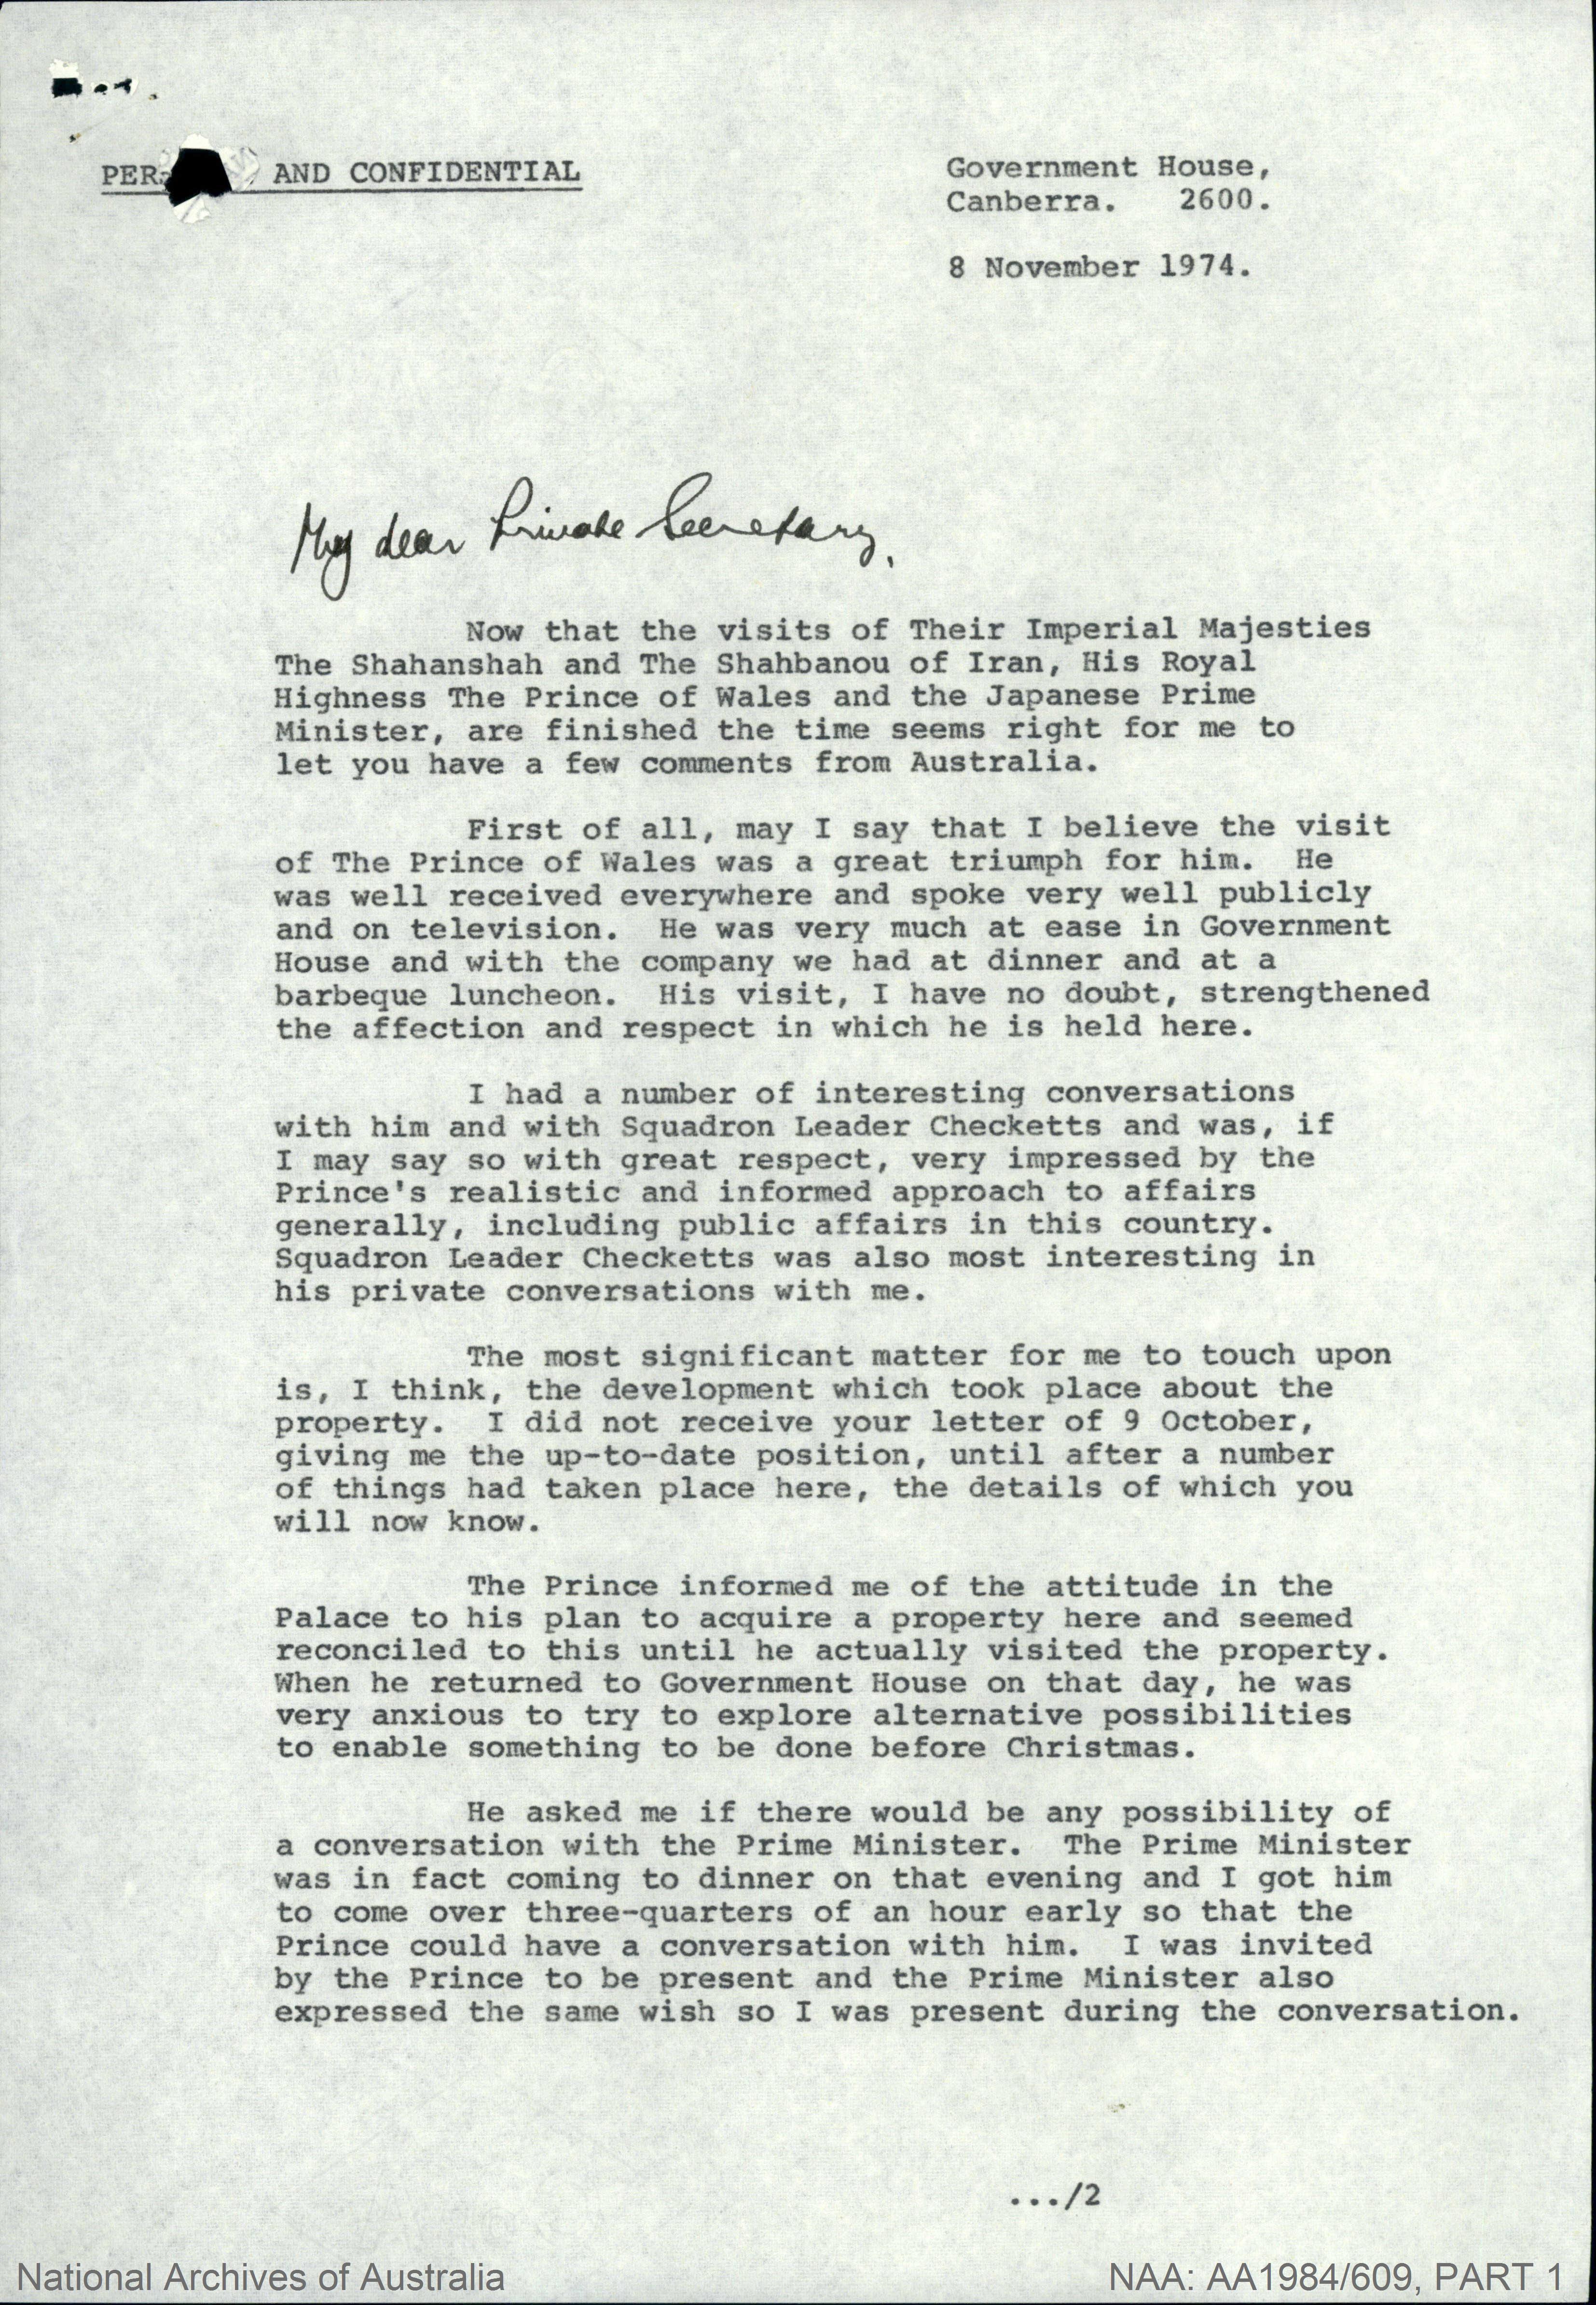 PERS AND CONFIDENTIAL
Government House,
Canberra. 2600.
8 November 1974.
My dear Private Secretary,
Now that the visits of Their Imperial Majesties
The Shahanshah and The Shahbanou of Iran, His Royal
Highness The Prince of Wales and the Japanese Prime
Minister, are finished the time seems right for me to
let you have a few comments from Australia.
First of all, may I say that I believe the visit
of The Prince of Wales was a great triumph for him. He
was well received everywhere and spoke very well publicly
and on television. He was very much at ease in Government
House and with the company we had at dinner and at a
barbeque luncheon. His visit, I have no doubt, strengthened
the affection and respect in which he is held here.
I had a number of interesting conversations
with him and with Squadron Leader Checketts and was, if
I may say so with great respect, very impressed by the
Prince's realistic and informed approach to affairs
generally, including public affairs in this country.
Squadron Leader Checketts was also most interesting in
his private conversations with me.
The most significant matter for me to touch upon
is, I think, the development which took place about the
property. I did not receive your letter of 9 October,
giving me the up-to-date position, until after a number
of things had taken place here, the details of which you
will now know.
The Prince informed me of the attitude in the
Palace to his plan to acquire a property here and seemed
reconciled to this until he actually visited the property.
When he returned to Government House on that day, he was
very anxious to try to explore alternative possibilities
to enable something to be done before Christmas.
He asked me if there would be any possibility of
a conversation with the Prime Minister. The Prime Minister
was in fact coming to dinner on that evening and I got him
to come over three-quarters of an hour early so that the
Prince could have a conversation with him. I was invited
by the Prince to be present and the Prime Minister also
expressed the same wish so I was present during the conversation.
.../2
National Archives of Australia
NAA: AA1984/609, PART 1